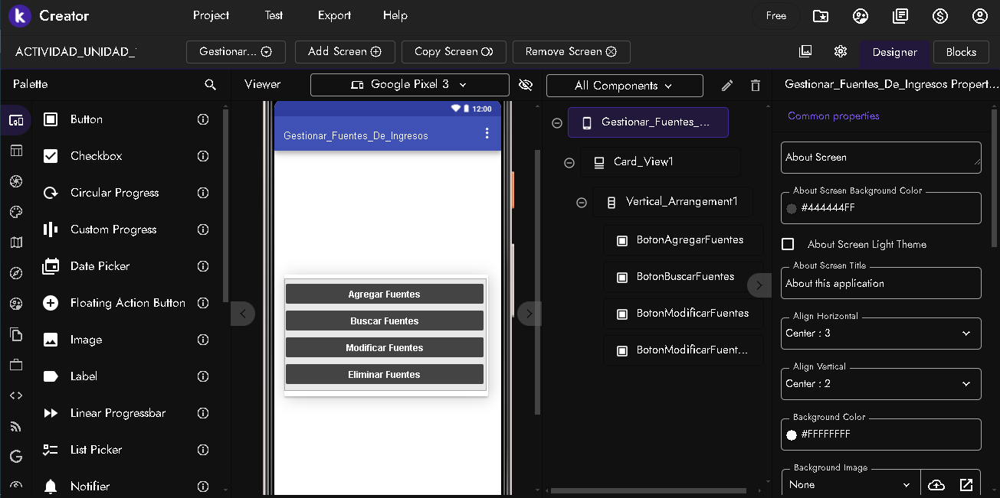 k Creator Project Test Export Help Free
ACTIVIDAD_UNIDAD_ Gestionar... Add Screen Copy Screen Remove Screen Designer Blocks
Palette
Button
Checkbox
Circular Progress
Custom Progress
Date Picker
Floating Action Button
Image
Label
Linear Progressbar
List Picker
Notifier
Viewer Google Pixel 3
12:00
Gestionar_Fuentes_De_Ingresos
Agregar Fuentes
Buscar Fuentes
Modificar Fuentes
Eliminar Fuentes
All Components
Gestionar_Fuentes_...
Card_View1
Vertical_Arrangement1
BotonAgregarFuentes
BotonBuscarFuentes
BotonModificarFuentes
BotonModificarFuent...
Gestionar_Fuentes_De_Ingresos Propert...
Common properties
About Screen
About Screen Background Color
#444444FF
About Screen Light Theme
About Screen Title
About this application
Align Horizontal
Center : 3
Align Vertical
Center : 2
Background Color
#FFFFFFFF
Background Image
None